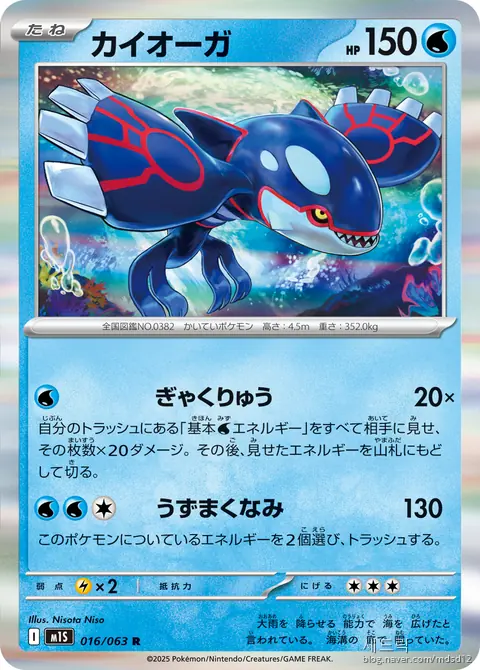 たね カイオーガ HP 150
全国図鑑NO.0382 かいていポケモン 高さ:4.5m 重さ:352.0kg
ぎゃくりゅう 20×
自分のトラッシュにある「基本エネルギー」をすべて相手に見せ、
その枚数×20ダメージ。その後、見せたエネルギーを山札にもど
して切る。
うずまくなみ 130
このポケモンについているエネルギーを2個選び、トラッシュする。
弱点 ×2 抵抗力 にげる
Illus. Nisota Niso
I M1S 016/063 R
大雨を 降らせる 能力で 海を 広げたと
言われている。 海溝の 底で 眠っていた。
©2025 Pokémon/Nintendo/Creatures/GAME FREAK.
blog.naver.com/mdsd12